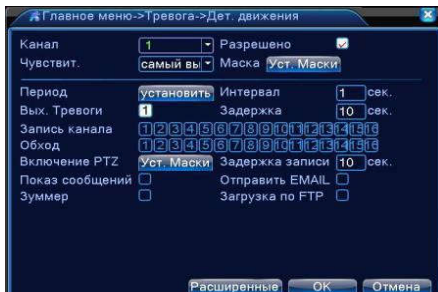 Главное меню->Тревога->Дет. движения
Канал 1 Разрешено
Чувствит. самый вы Маска Уст. Маски
Период установить Интервал 1 сек.
Вых. Тревоги 1 Задержка 10 сек.
Запись канала 1 2 3 4 5 6 7 8 9 10 11 12 13 14 15 16
Обход 1 2 3 4 5 6 7 8 9 10 11 12 13 14 15 16
Включение PTZ Уст. Маски Задержка записи 10 сек.
Показ сообщений Отправить EMAIL
Зуммер Загрузка по FTP
Расширенные OK Отмена